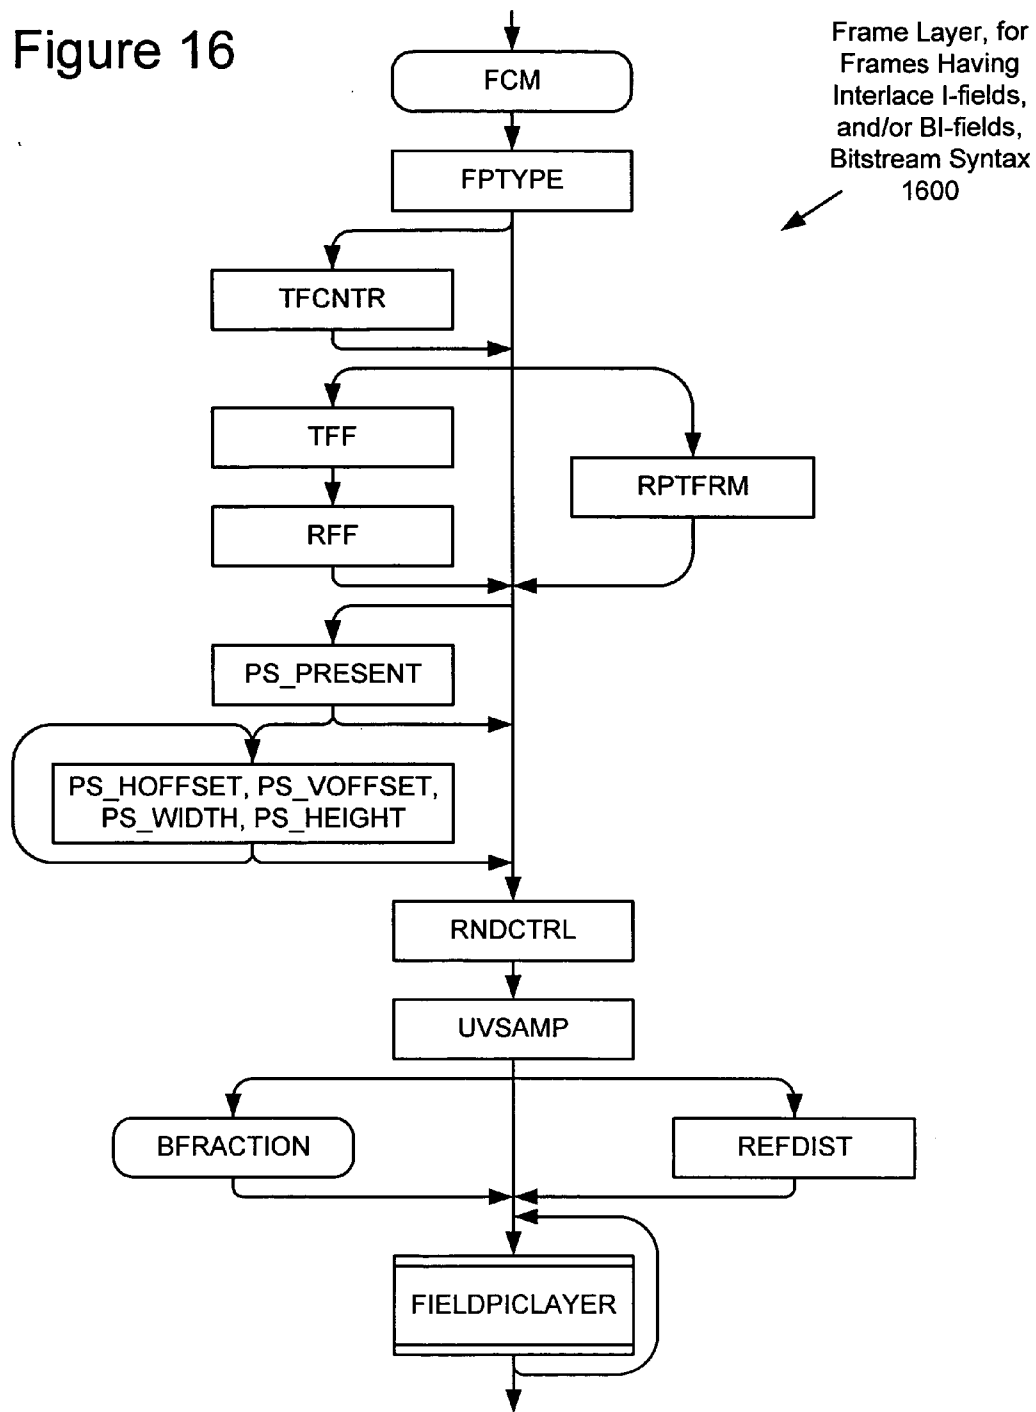 Figure 16
Frame Layer, for
Frames Having
Interlace I-fields,
and/or BI-fields,
Bitstream Syntax
1600
FCM
FPTYPE
TFCNTR
TFF
RPTFRM
RFF
PS_PRESENT
PS_HOFFSET, PS_VOFFSET,
PS_WIDTH, PS_HEIGHT
RNDCTRL
UVSAMP
BFRACTION
REFDIST
FIELDPICLAYER